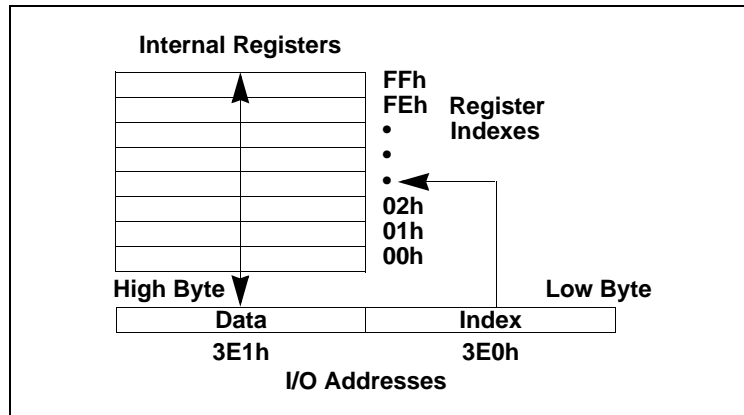 Internal Registers
FFh
FEh
Register
Indexes
•
•
•
02h
01h
00h
High Byte
Low Byte
Data
Index
3E1h
3E0h
I/O Addresses